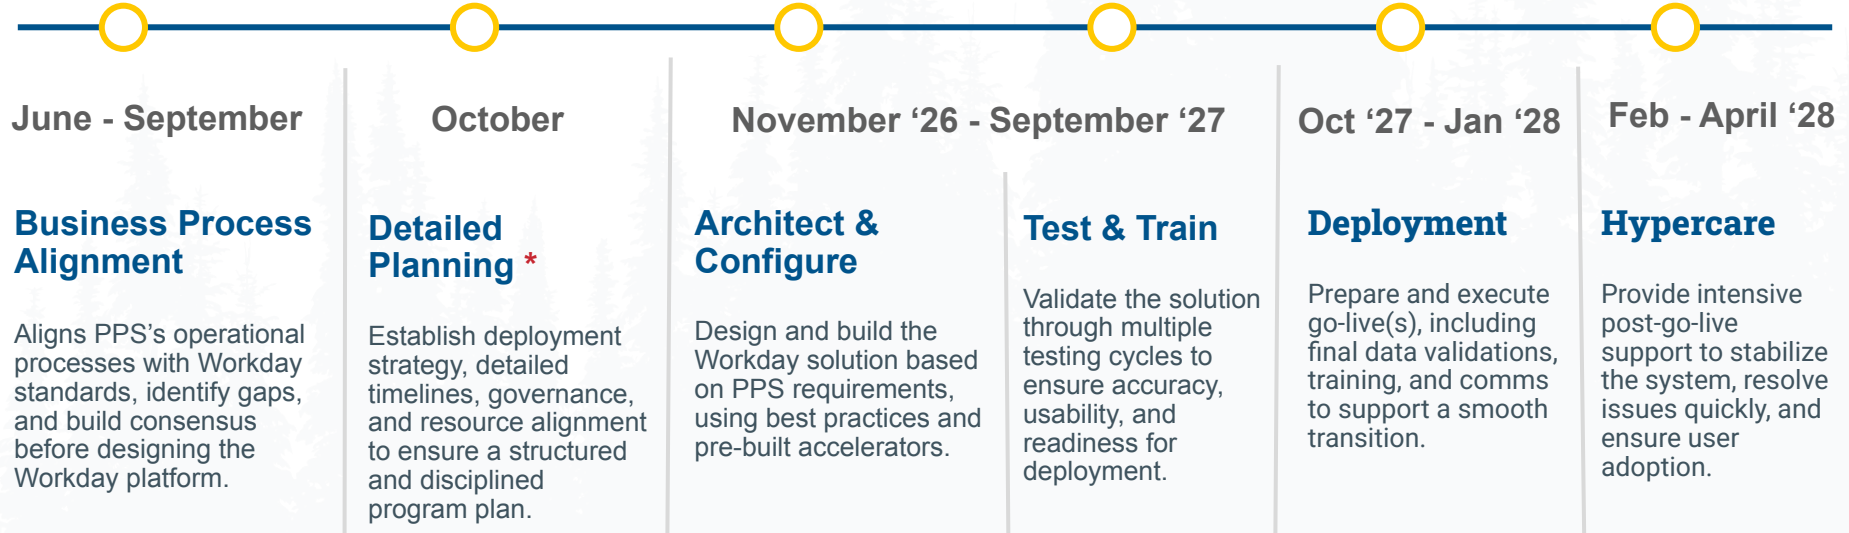 June - September
Business Process
Alignment
Aligns PPS's operational
processes with Workday
standards, identify gaps,
and build consensus
before designing the
Workday platform.
October
Detailed
Planning *
Establish deployment
strategy, detailed
timelines, governance,
and resource alignment
to ensure a structured
and disciplined
program plan.
November ‘26 - September ‘27
Architect &
Configure
Design and build the
Workday solution based
on PPS requirements,
using best practices and
pre-built accelerators.
Test & Train
Validate the solution
through multiple
testing cycles to
ensure accuracy,
usability, and
readiness for
deployment.
Oct ‘27 - Jan ‘28
Deployment
Prepare and execute
go-live(s), including
final data validations,
training, and comms
to support a smooth
transition.
Feb - April ‘28
Hypercare
Provide intensive
post-go-live
support to stabilize
the system, resolve
issues quickly, and
ensure user
adoption.